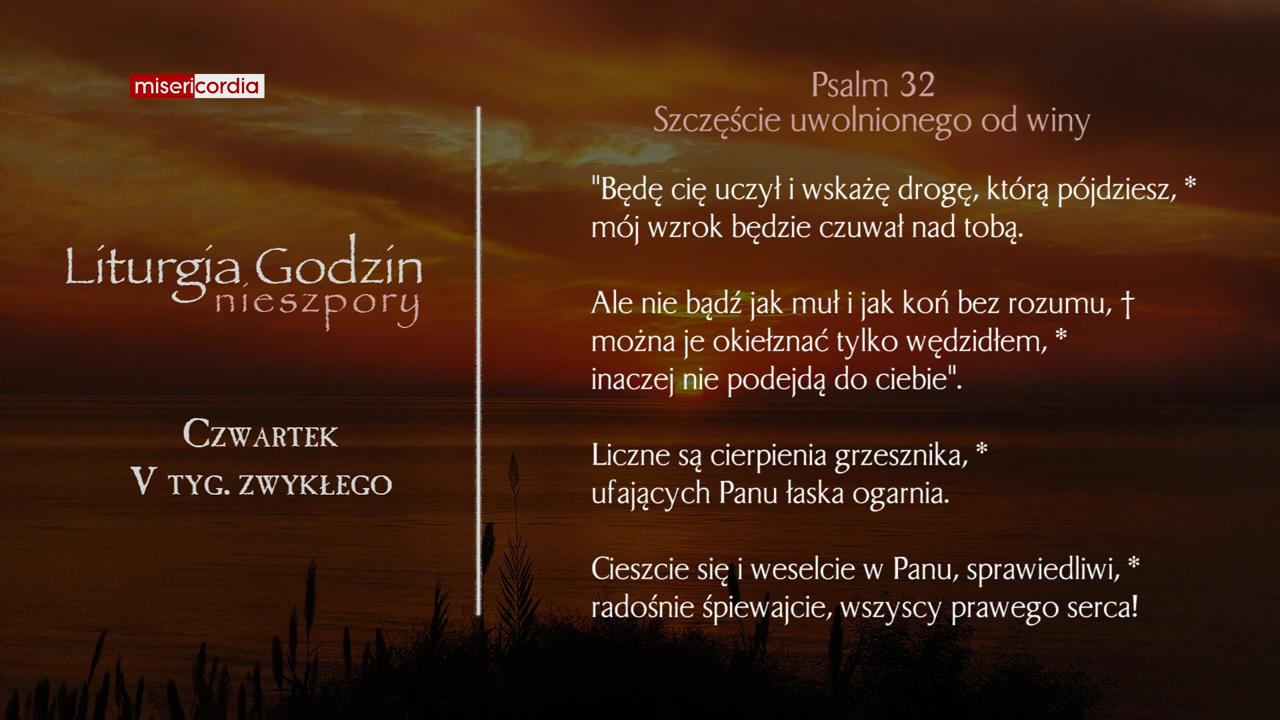 misericordia
Liturgia Godzin
nieszpory
Czwartek
V tyg. zwykłego
Psalm 32
Szczęście uwolnionego od winy
"Będę cię uczył i wskażę drogę, którą pójdziesz, *
mój wzrok będzie czuwał nad tobą.
Ale nie bądź jak muł i jak koń bez rozumu, †
można je okiełznać tylko wędzidłem, *
inaczej nie podejdą do ciebie".
Liczne są cierpienia grzesznika, *
ufających Panu łaska ogarnia.
Cieszcie się i weselcie w Panu, sprawiedliwi, *
radośnie śpiewajcie, wszyscy prawego serca!